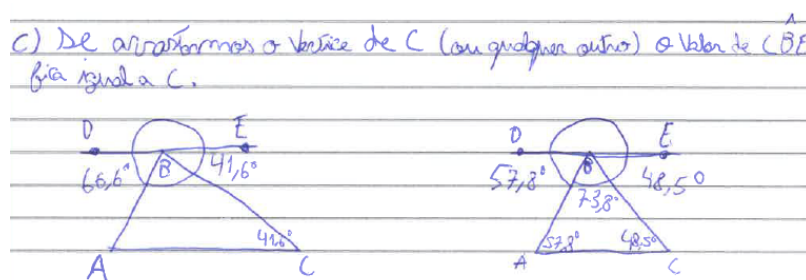 c) Se arrastarmos o vertice de C (ou qualquer outro) o valor de CB̂E
fica igual a C.
D E D E
66,6° B 41,6° 57,8° B 48,5°
73,8°
41,6° 57,8° 48,5°
A C A C